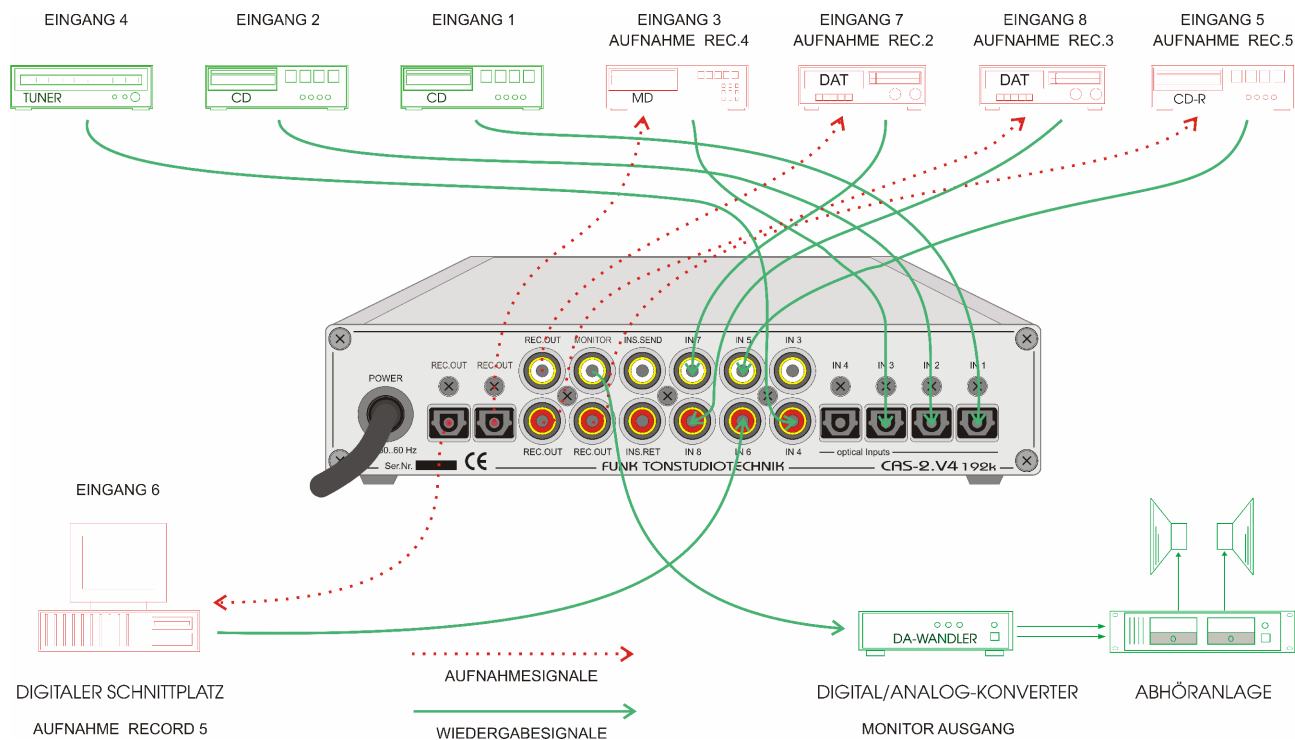 EINGANG 4
EINGANG 2
EINGANG 1
EINGANG 3
AUFNAHME REC.4
EINGANG 7
AUFNAHME REC.2
EINGANG 8
AUFNAHME REC.3
EINGANG 5
AUFNAHME REC.5
TUNER
CD
CD
MD
DAT
DAT
CD-R
REC.OUT
MONITOR
INS.SEND
IN 7
IN 5
IN 3
REC.OUT
REC.OUT
IN 4
IN 3
IN 2
IN 1
POWER
60 Hz
Ser.Nr.
CE
REC.OUT
REC.OUT
INS.RET
IN 8
IN 6
IN 4
optical Inputs
FUNK TONSTUDIOTECHNIK
CAS-2.V4 192k
EINGANG 6
DA-WANDLER
AUFNAHMESIGNALE
DIGITALER SCHNITTPLATZ
DIGITAL/ANALOG-KONVERTER
ABHÖRANLAGE
AUFNAHME RECORD 5
WIEDERGABESIGNALE
MONITOR AUSGANG